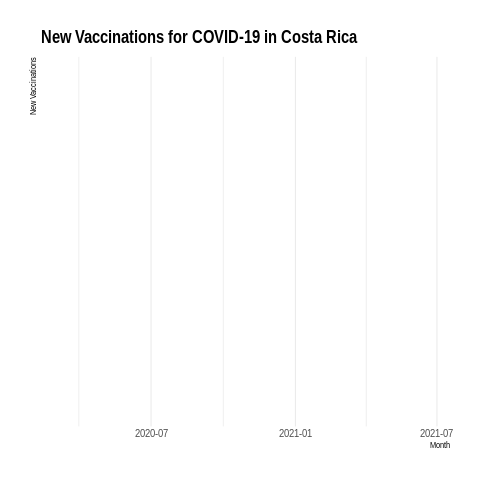 New Vaccinations for COVID-19 in Costa Rica
New Vaccinations
2020-07
2021-01
2021-07
Month